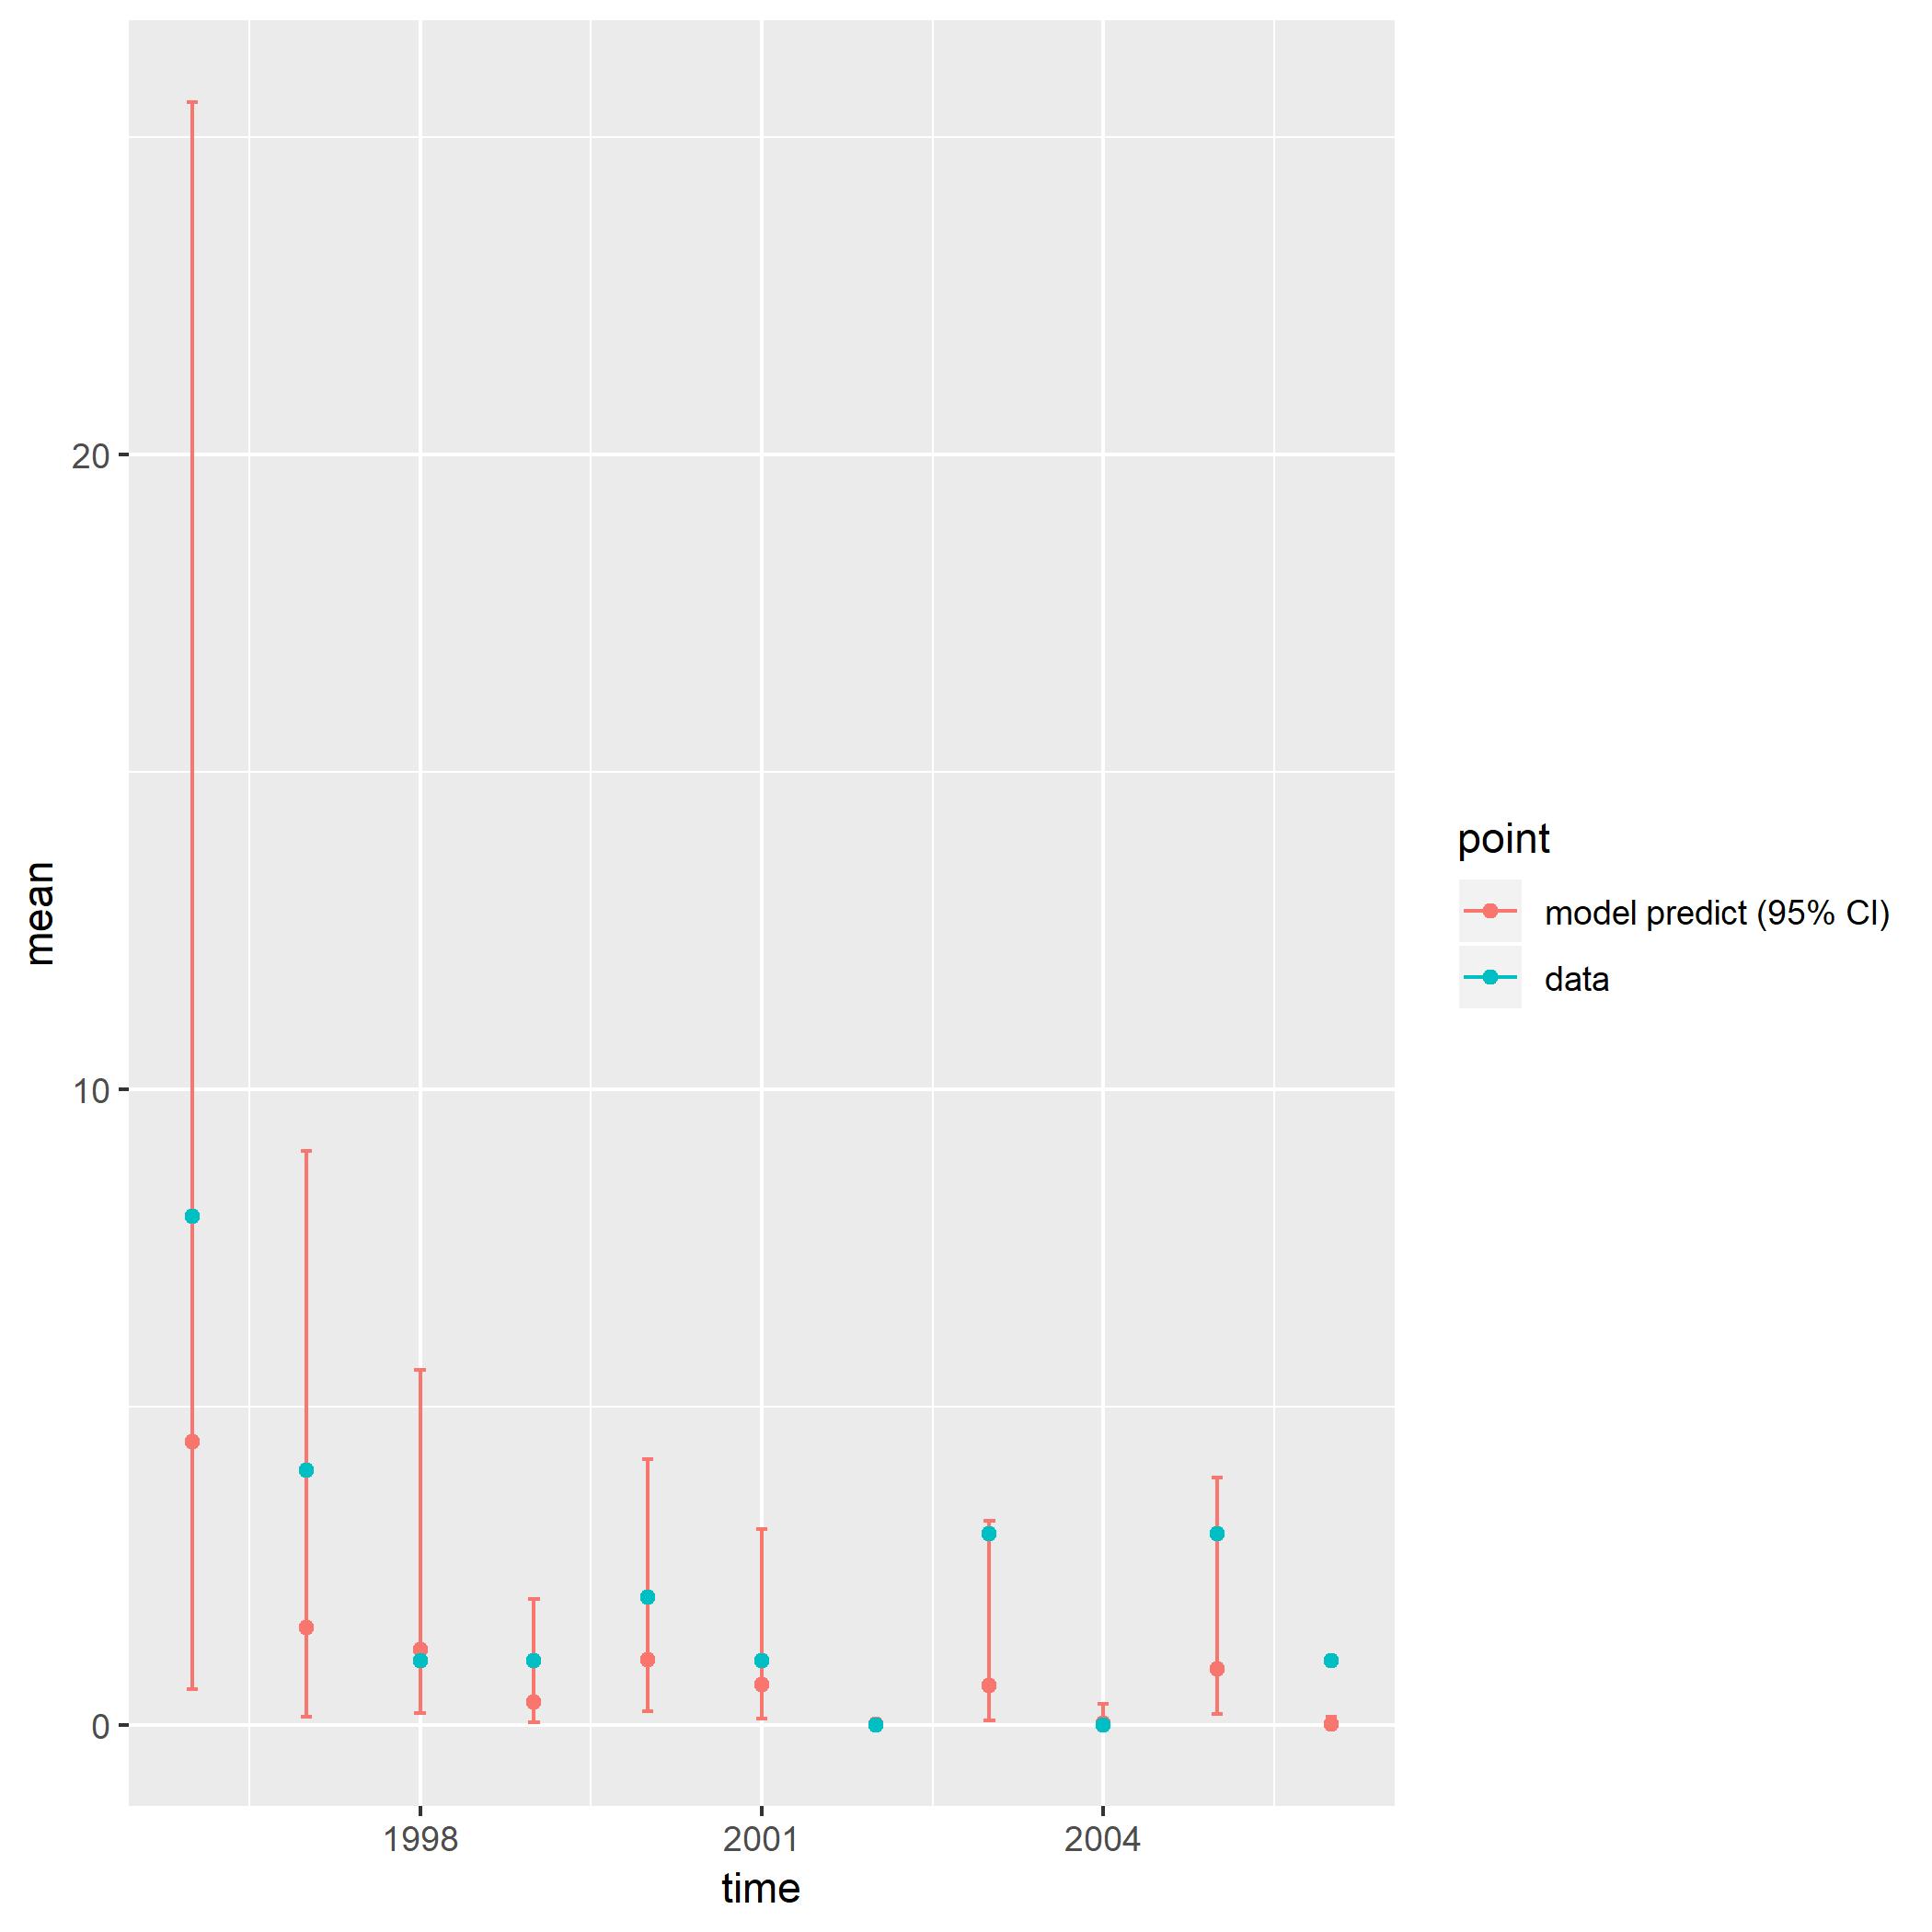 mean
20
10
0
1998
2001
2004
time
point
model predict (95% CI)
data